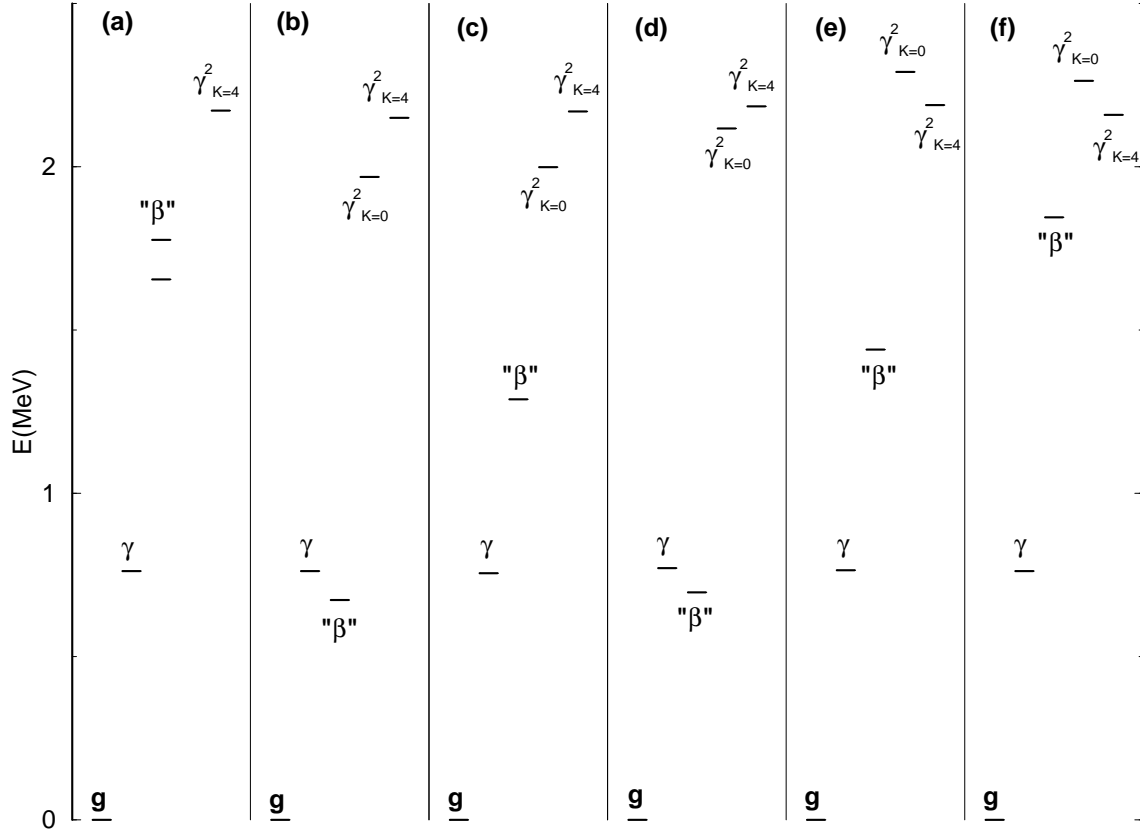 (a) (b) (c) (d) (e) (f)
γ²K=0 γ²K=0
γ²K=4 γ²K=4 γ²K=4 γ²K=4
γ²K=4 γ²K=4
2
γ²K=0 γ²K=0 γ²K=0
"β" "β"
"β" "β"
E(MeV)
1
γ γ γ γ γ γ
"β" "β"
g g g g g g
0